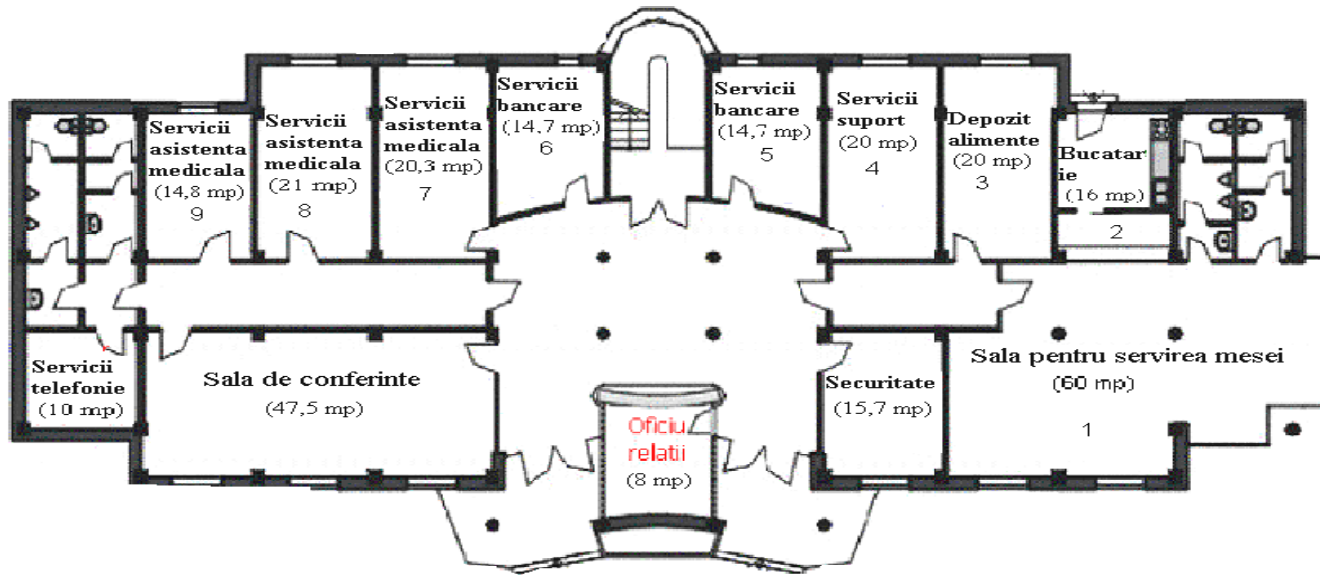 Servicii
asistenta
medicala
(14,8 mp)
9
Servicii
asistenta
medicala
(21 mp)
8
Servicii
asistenta
medicala
(20,3 mp)
7
Servicii
bancare
(14,7 mp)
6
Servicii
bancare
(14,7 mp)
5
Servicii
suport
(20 mp)
4
Depozit
alimente
(20 mp)
3
Bucatar
ie
(16 mp)
2
Servicii
telefonie
(10 mp)
Sala de conferinte
(47,5 mp)
Oficiu
relatii
(8 mp)
Securitate
(15,7 mp)
Sala pentru servirea mesei
(60 mp)
1